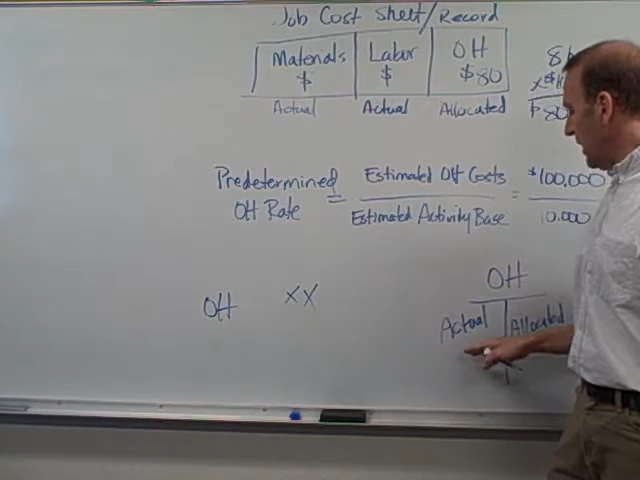 Job Cost Sheet/Record
Materials Labor OH
$ $ $80
Actual Actual Allocated
$80
Predetermined OH Rate = Estimated OH Costs / Estimated Activity Base = $100,000 / 10,000
OH XX
OH
Actual Allocated